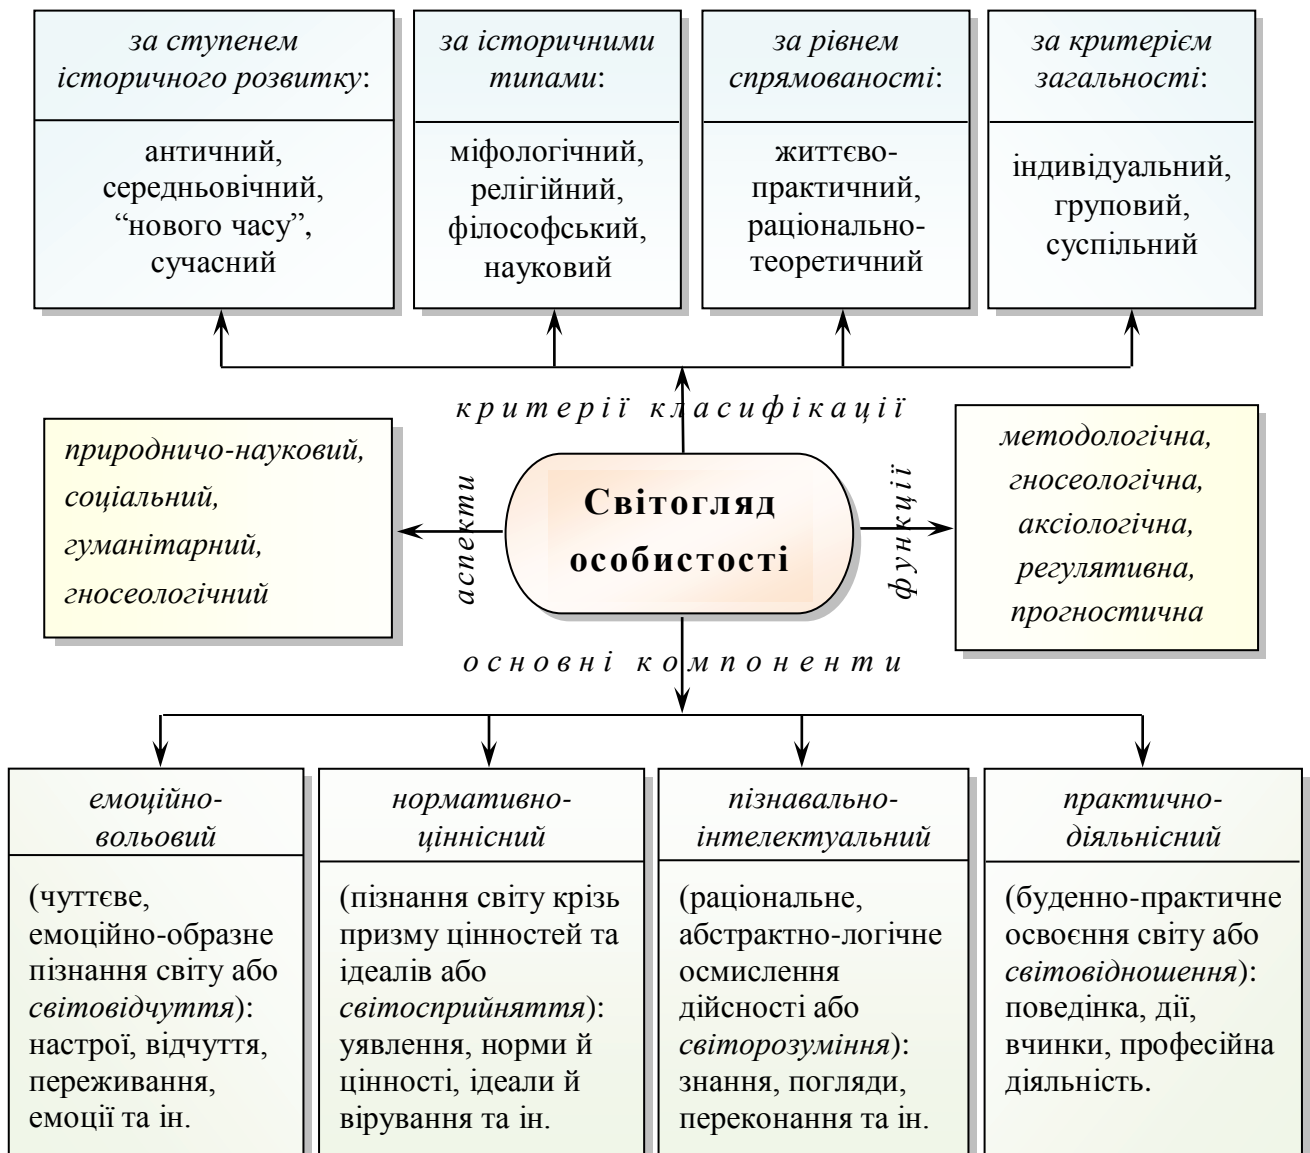 за ступенем
історичного розвитку:
античний,
середньовічний,
“нового часу”,
сучасний
за історичними
типами:
міфологічний,
релігійний,
філософський,
науковий
за рівнем
спрямованості:
життєво-
практичний,
раціонально-
теоретичний
за критерієм
загальності:
індивідуальний,
груповий,
суспільний
критерії класифікації
природничо-науковий,
соціальний,
гуманітарний,
гносеологічний
аспекти
Світогляд
особистості
функції
методологічна,
гносеологічна,
аксіологічна,
регулятивна,
прогностична
основні компоненти
емоційно-
вольовий
(чуттєве,
емоційно-образне
пізнання світу або
світовідчуття):
настрої, відчуття,
переживання,
емоції та ін.
нормативно-
ціннісний
(пізнання світу крізь
призму цінностей та
ідеалів або
світосприйняття):
уявлення, норми й
цінності, ідеали й
вірування та ін.
пізнавально-
інтелектуальний
(раціональне,
абстрактно-логічне
осмислення
дійсності або
світорозуміння):
знання, погляди,
переконання та ін.
практично-
діяльнісний
(буденно-практичне
освоєння світу або
світовідношення):
поведінка, дії,
вчинки, професійна
діяльність.